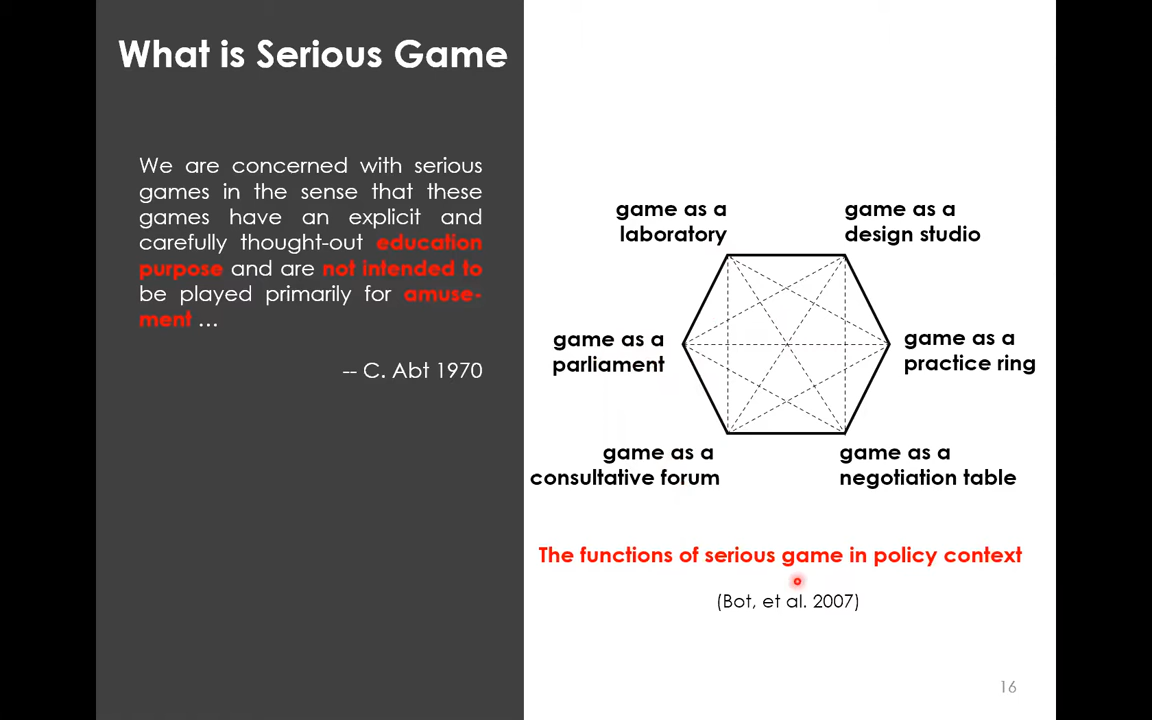 What is Serious Game
We are concerned with serious
games in the sense that these
games have an explicit and
carefully thought-out education
purpose and are not intended to
be played primarily for amuse-
ment ...
-- C. Abt 1970
game as a
laboratory
game as a
design studio
game as a
parliament
game as a
practice ring
game as a
consultative forum
game as a
negotiation table
The functions of serious game in policy context
(Bot, et al. 2007)
16